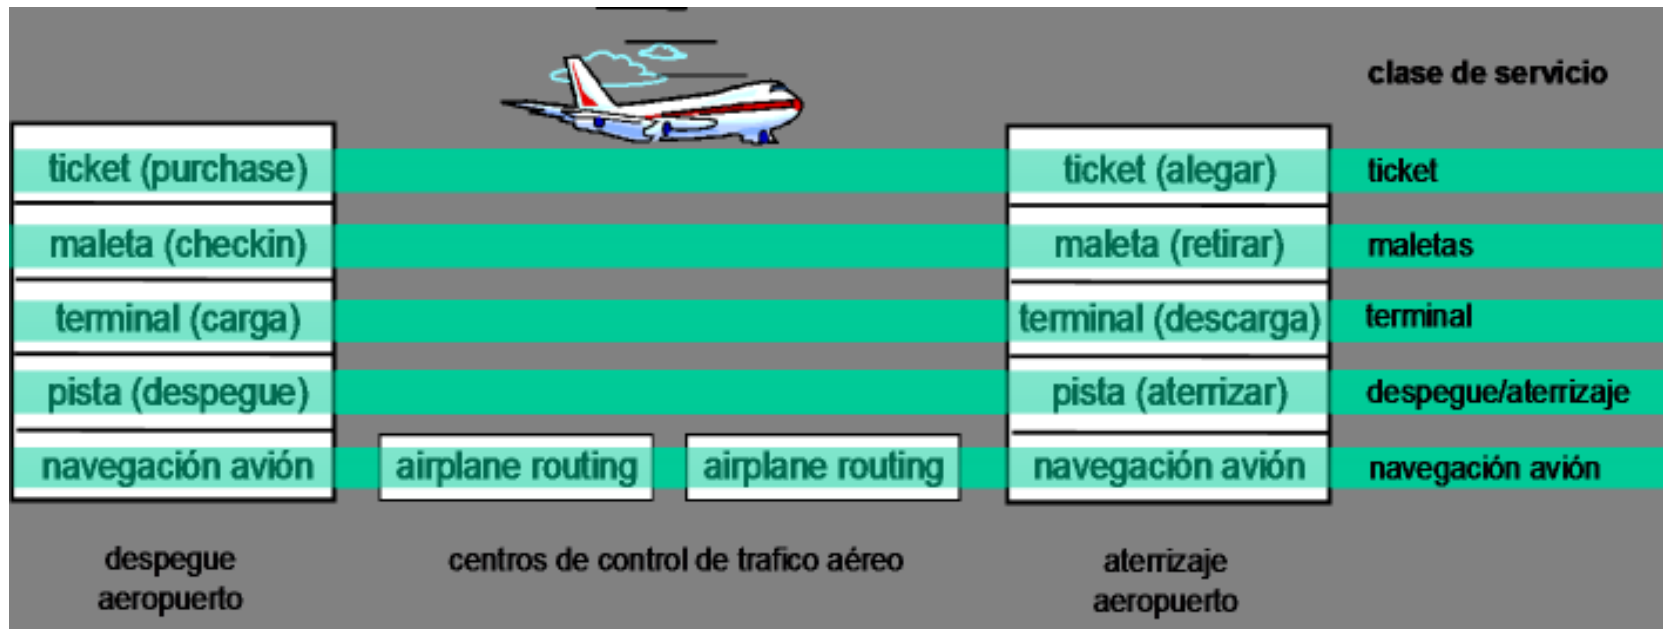 clase de servicio
ticket (purchase)
ticket (alegar)
ticket
maleta (checkin)
maleta (retirar)
maletas
terminal (carga)
terminal (descarga)
terminal
pista (despegue)
pista (aterrizar)
despegue/aterrizaje
navegación avión
airplane routing
airplane routing
navegación avión
navegación avión
despegue
aeropuerto
centros de control de trafico aéreo
aterrizaje
aeropuerto